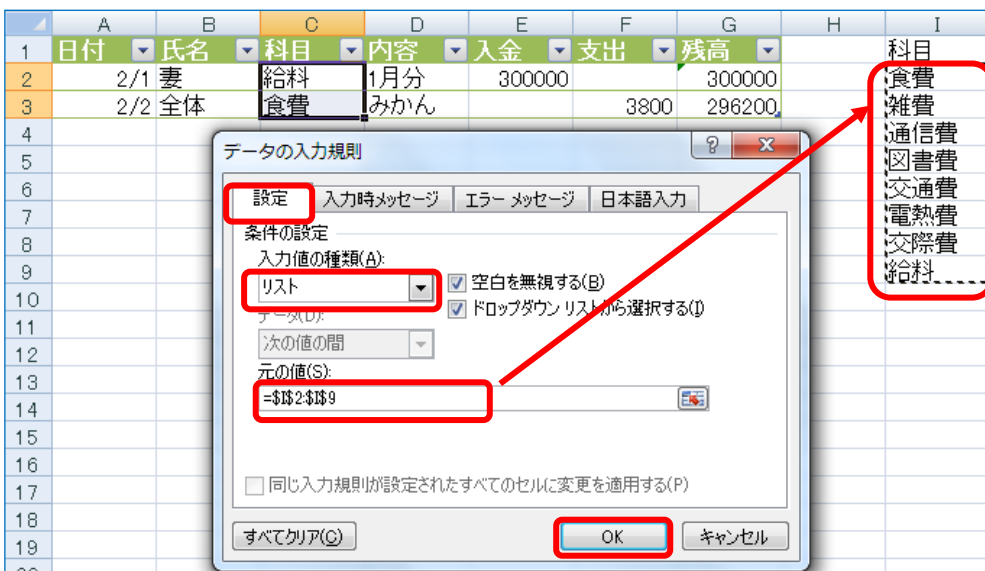 A B C D E F G H I
1 日付 氏名 科目 内容 入金 支出 残高 科目
2 2/1 妻 給料 1月分 300000 300000 食費
3 2/2 全体 食費 みかん 3800 296200 雑費
4 通信費
5 図書費
6 交通費
7 電熱費
8 交際費
9 給料
10
11
12
13
14
15
16
17
18
19
データの入力規則
設定 入力時メッセージ エラー メッセージ 日本語入力
条件の設定
入力値の種類(A):
リスト 空白を無視する(B)
ドロップダウン リストから選択する(I)
データ(D):
次の値の間
元の値(S):
=$I$2:$I$9
同じ入力規則が設定されたすべてのセルに変更を適用する(P)
すべてクリア(C) OK キャンセル